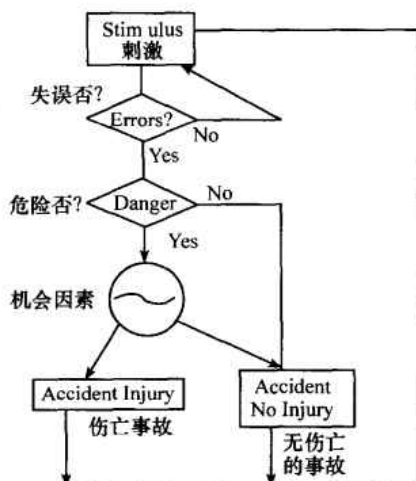 Stim ulus
刺激
失误否?
Errors?
No
Yes
危险否?
Danger
No
Yes
机会因素
Accident Injury
伤亡事故
Accident
No Injury
无伤亡
的事故